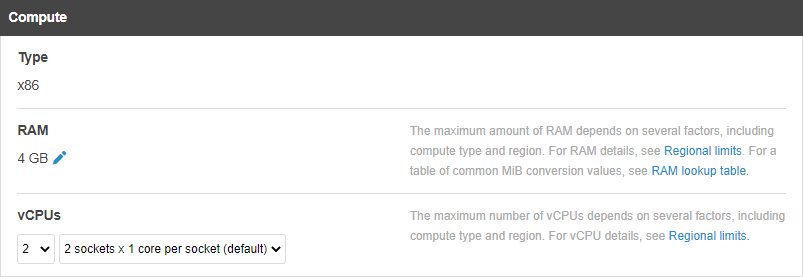 Compute
Type
x86
RAM
4 GB
The maximum amount of RAM depends on several factors, including
compute type and region. For RAM details, see Regional limits. For a
table of common MiB conversion values, see RAM lookup table.
vCPUs
2
2 sockets x 1 core per socket (default)
The maximum number of vCPUs depends on several factors, including
compute type and region. For vCPU details, see Regional limits.